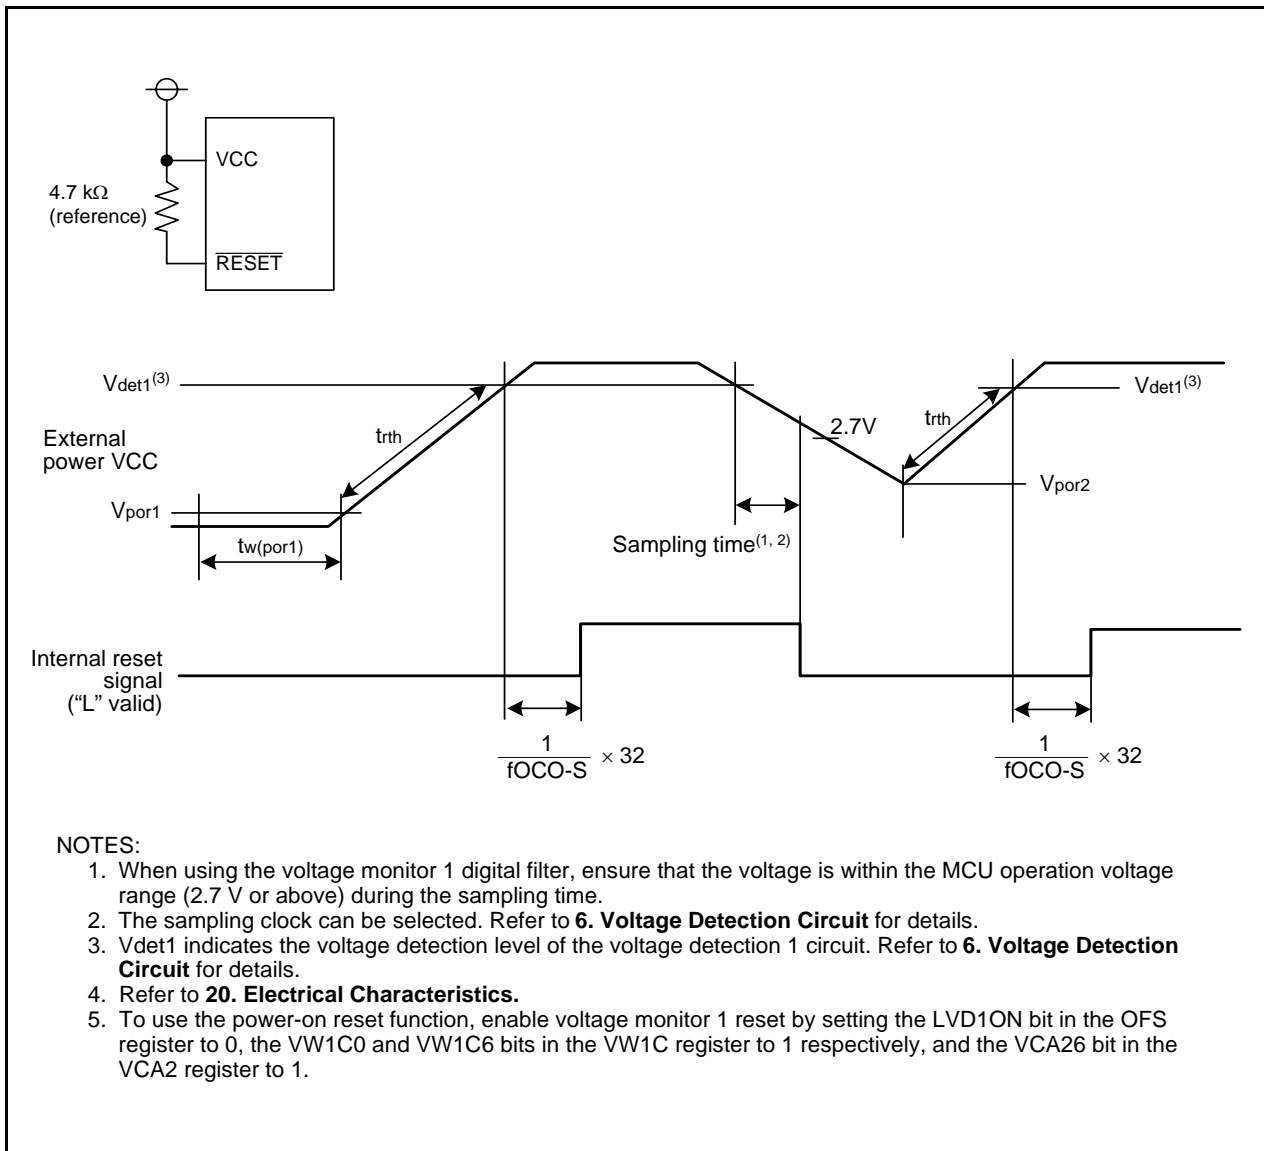 VCC
4.7 kΩ
(reference)
RESET
Vdet1(3)
Vdet1(3)
trth
trth
2.7V
External
power VCC
Vpor1
Vpor2
tw(por1)
Sampling time(1, 2)
Internal reset
signal
(“L” valid)
1
fOCO-S
× 32
1
fOCO-S
× 32
NOTES:
1. When using the voltage monitor 1 digital filter, ensure that the voltage is within the MCU operation voltage
range (2.7 V or above) during the sampling time.
2. The sampling clock can be selected. Refer to 6. Voltage Detection Circuit for details.
3. Vdet1 indicates the voltage detection level of the voltage detection 1 circuit. Refer to 6. Voltage Detection
Circuit for details.
4. Refer to 20. Electrical Characteristics.
5. To use the power-on reset function, enable voltage monitor 1 reset by setting the LVD1ON bit in the OFS
register to 0, the VW1C0 and VW1C6 bits in the VW1C register to 1 respectively, and the VCA26 bit in the
VCA2 register to 1.